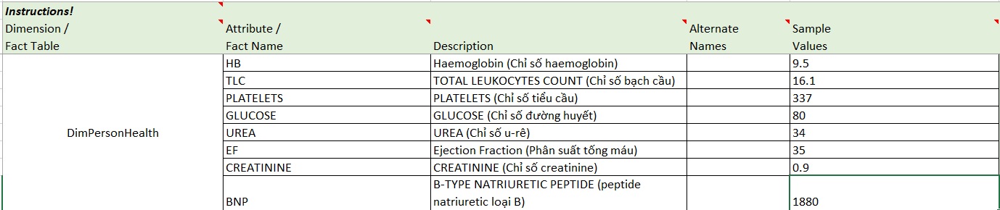 Instructions!
Dimension / Attribute / Alternate Sample
Fact Table Fact Name Description Names Values
HB Haemoglobin (Chỉ số haemoglobin) 9.5
TLC TOTAL LEUKOCYTES COUNT (Chỉ số bạch cầu) 16.1
PLATELETS PLATELETS (Chỉ số tiểu cầu) 337
GLUCOSE GLUCOSE (Chỉ số đường huyết) 80
DimPersonHealth UREA UREA (Chỉ số u-rê) 34
EF Ejection Fraction (Phân suất tống máu) 35
CREATININE CREATININE (Chỉ số creatinine) 0.9
B-TYPE NATRIURETIC PEPTIDE (peptide
BNP natriuretic loại B) 1880